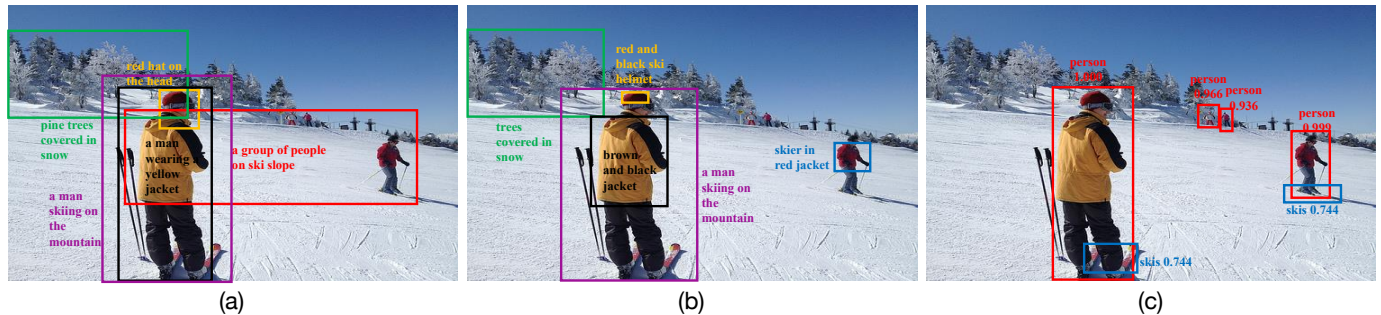 red hat on
the head
pine trees
covered in
snow
a man
wearing a
yellow
jacket
a group of people
on ski slope
a man
skiing on
the
mountain
(a)
red and
black ski
helmet
trees
covered in
snow
brown
and black
jacket
skier in
red jacket
a man
skiing on
the
mountain
(b)
person
1.000
person
0.966
person
0.936
person
0.999
skis 0.744
skis 0.744
(c)